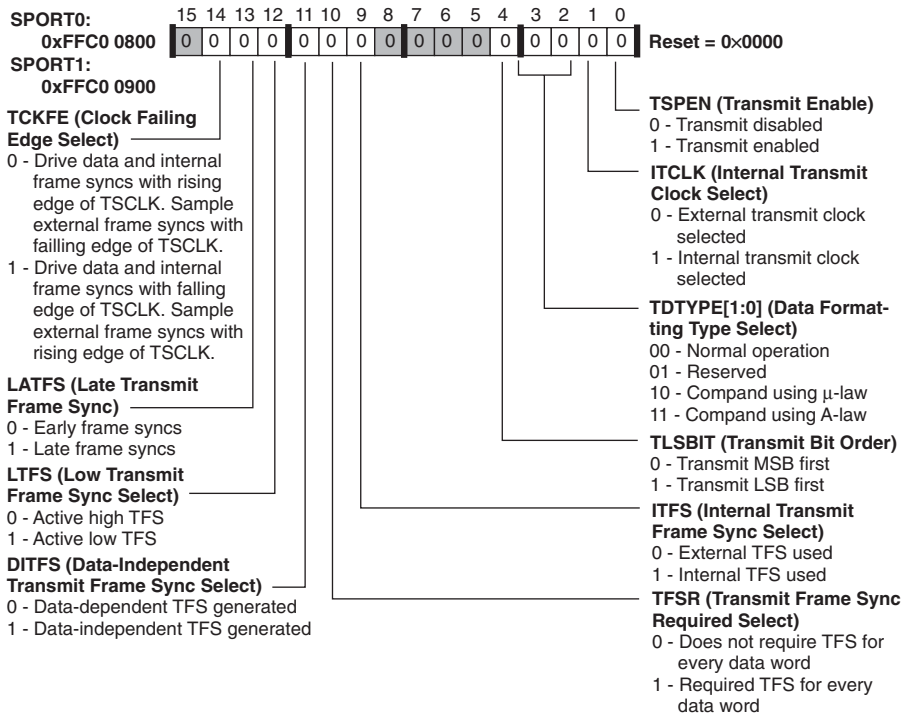 15 14 13 12 11 10 9 8 7 6 5 4 3 2 1 0
SPORT0:
0xFFC0 0800
0 0 0 0 0 0 0 0 0 0 0 0 0 0 0 0
Reset = 0×0000
SPORT1:
0xFFC0 0900
TCKFE (Clock Failing
Edge Select)
0 - Drive data and internal
frame syncs with rising
edge of TSCLK. Sample
external frame syncs with
failling edge of TSCLK.
1 - Drive data and internal
frame syncs with falling
edge of TSCLK. Sample
external frame syncs with
rising edge of TSCLK.
LATFS (Late Transmit
Frame Sync)
0 - Early frame syncs
1 - Late frame syncs
LTFS (Low Transmit
Frame Sync Select)
0 - Active high TFS
1 - Active low TFS
DITFS (Data-Independent
Transmit Frame Sync Select)
0 - Data-dependent TFS generated
1 - Data-independent TFS generated
TSPEN (Transmit Enable)
0 - Transmit disabled
1 - Transmit enabled
ITCLK (Internal Transmit
Clock Select)
0 - External transmit clock
selected
1 - Internal transmit clock
selected
TDTYPE[1:0] (Data Format-
ting Type Select)
00 - Normal operation
01 - Reserved
10 - Compand using μ-law
11 - Compand using A-law
TLSBIT (Transmit Bit Order)
0 - Transmit MSB first
1 - Transmit LSB first
ITFS (Internal Transmit
Frame Sync Select)
0 - External TFS used
1 - Internal TFS used
TFSR (Transmit Frame Sync
Required Select)
0 - Does not require TFS for
every data word
1 - Required TFS for every
data word